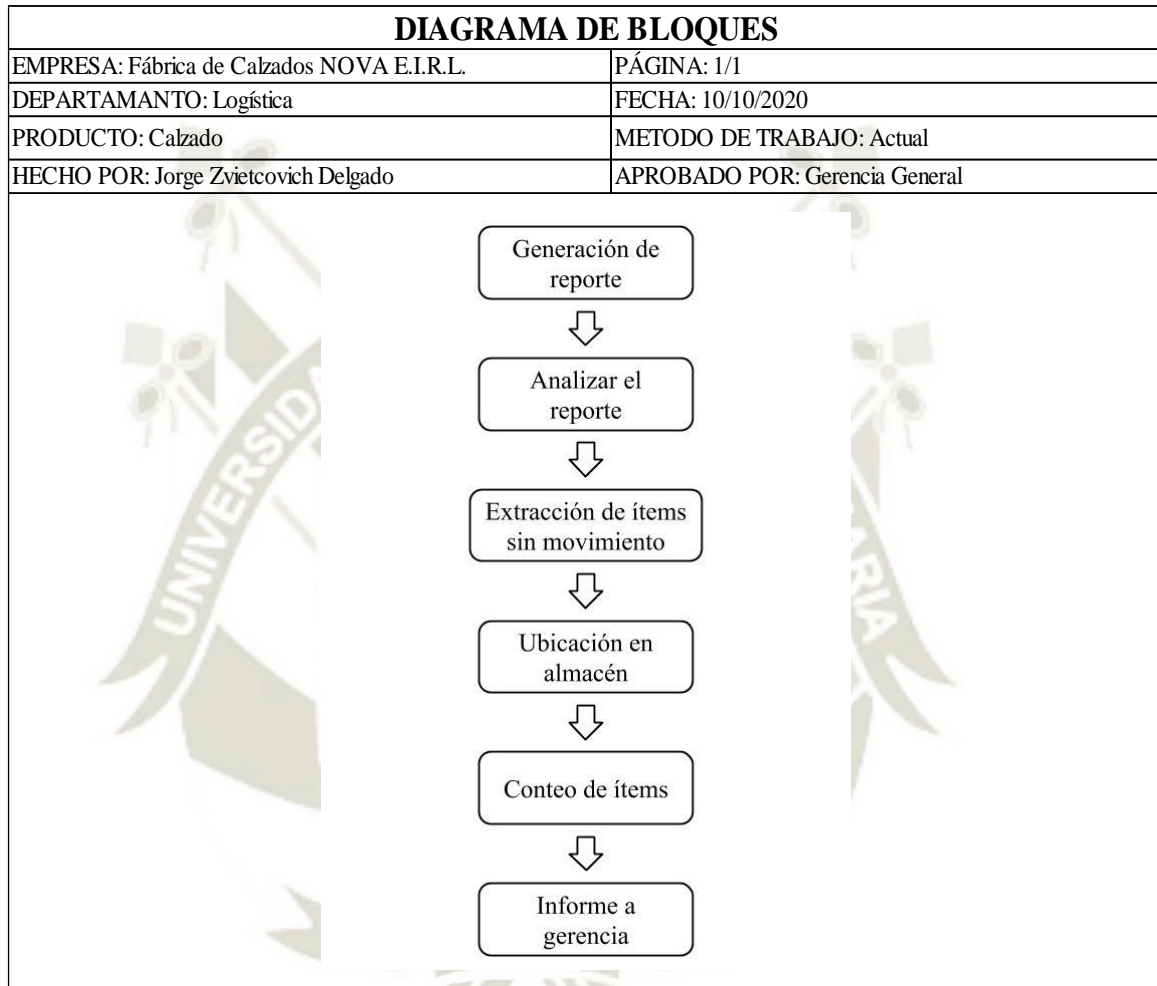 DIAGRAMA DE BLOQUES
EMPRESA: Fábrica de Calzados NOVA E.I.R.L.
PÁGINA: 1/1
DEPARTAMANTO: Logística
FECHA: 10/10/2020
PRODUCTO: Calzado
METODO DE TRABAJO: Actual
HECHO POR: Jorge Zvietcovich Delgado
APROBADO POR: Gerencia General
Generación de
reporte
Analizar el
reporte
Extracción de ítems
sin movimiento
Ubicación en
almacén
Conteo de ítems
Informe a
gerencia
UNIVERSIDA
ARIA